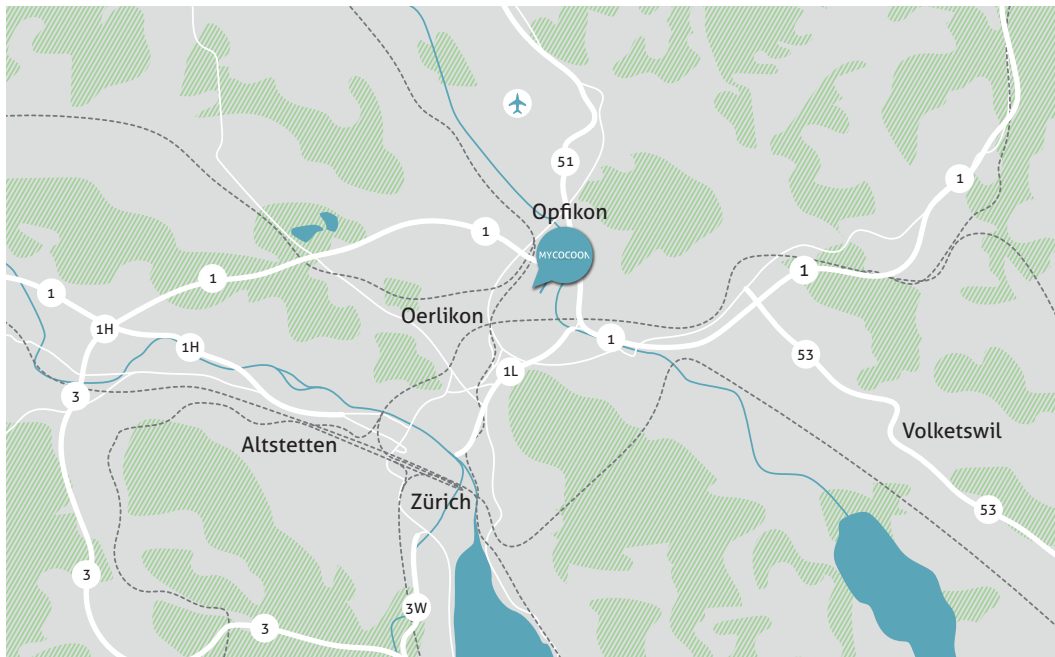 51
1
Opfikon
1
MYCOCOON
1
1
1
Oerlikon
1H
1
1H
53
1L
3
Volketswil
Altstetten
Zürich
53
3
3W
3